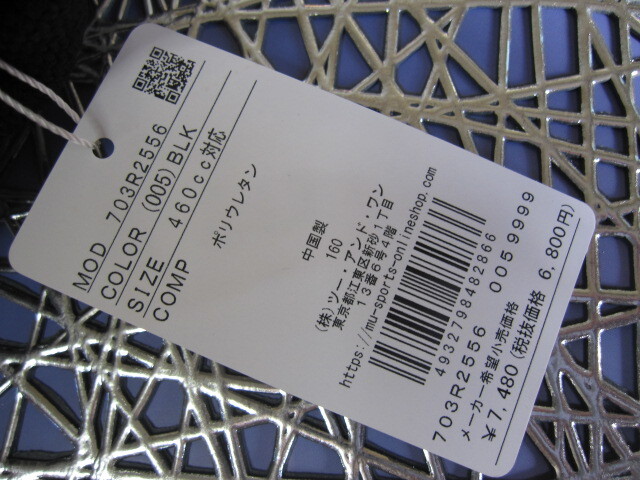 MOD 703R2556
COLOR (005)BLK
SIZE 460cc対応
COMP
ポリウレタン
中国製
160
(株)ツー・アンド・ワン
東京都江東区新砂1丁目
13番6号4階
https://mu-sports-onlineshop.com
4932798482866
703R2556 0059999
メーカー希望小売価格
¥7,480(税抜価格 6,800円)